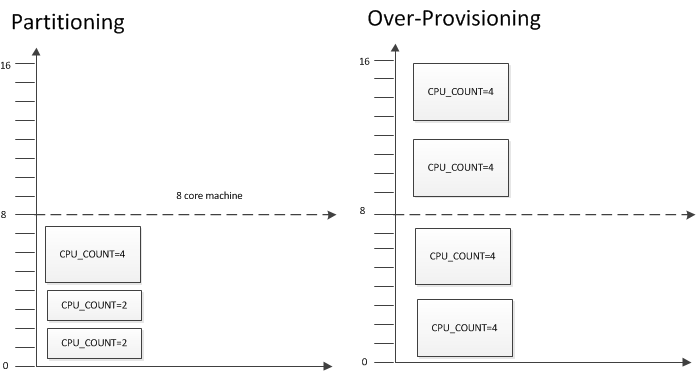 Partitioning
16
8 core machine
8
CPU_COUNT=4
CPU_COUNT=2
CPU_COUNT=2
0
Over-Provisioning
16
CPU_COUNT=4
CPU_COUNT=4
8
CPU_COUNT=4
CPU_COUNT=4
0